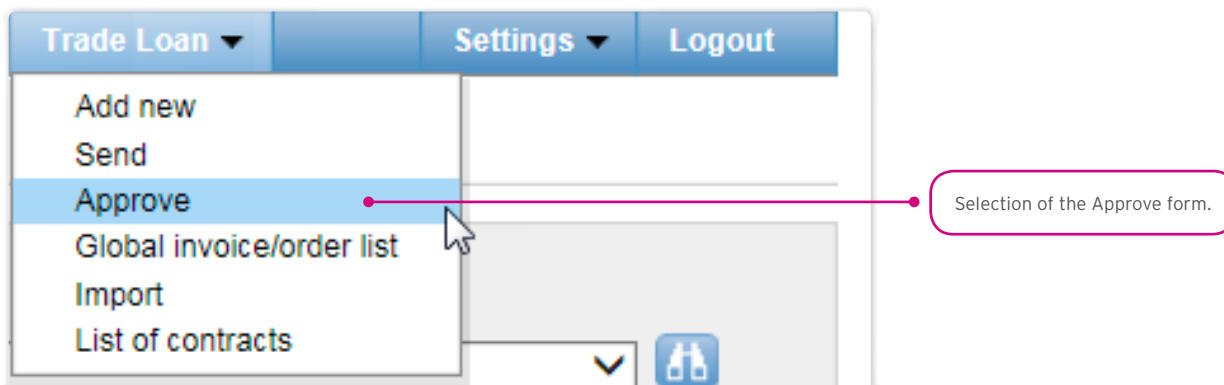 Trade Loan Settings Logout
Add new
Send
Approve
Selection of the Approve form.
Global invoice/order list
Import
List of contracts